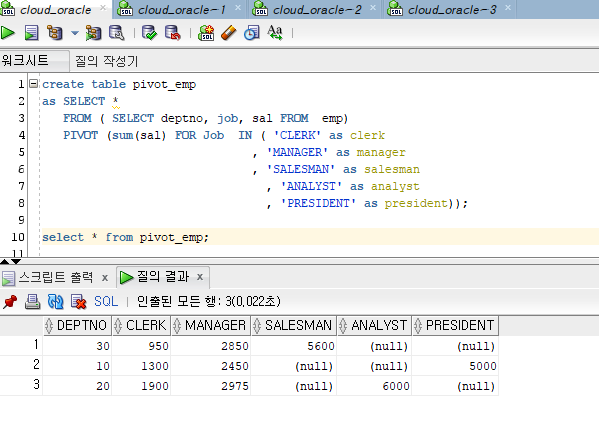 cloud_oracle × cloud_oracle~1 × cloud_oracle~2 × cloud_oracle~3 ×
SQL
워크시트 질의 작성기
1 create table pivot_emp
2 as SELECT *
3 FROM ( SELECT deptno, job, sal FROM emp)
4 PIVOT (sum(sal) FOR Job IN ( 'CLERK' as clerk
5 , 'MANAGER' as manager
6 , 'SALESMAN' as salesman
7 , 'ANALYST' as analyst
8 , 'PRESIDENT' as president));
9
10 select * from pivot_emp;
11
스크립트 출력 × 질의 결과 ×
SQL | 인출된 모든 행: 3(0,022초)
DEPTNO CLERK MANAGER SALESMAN ANALYST PRESIDENT
1 30 950 2850 5600 (null) (null)
2 10 1300 2450 (null) (null) 5000
3 20 1900 2975 (null) 6000 (null)